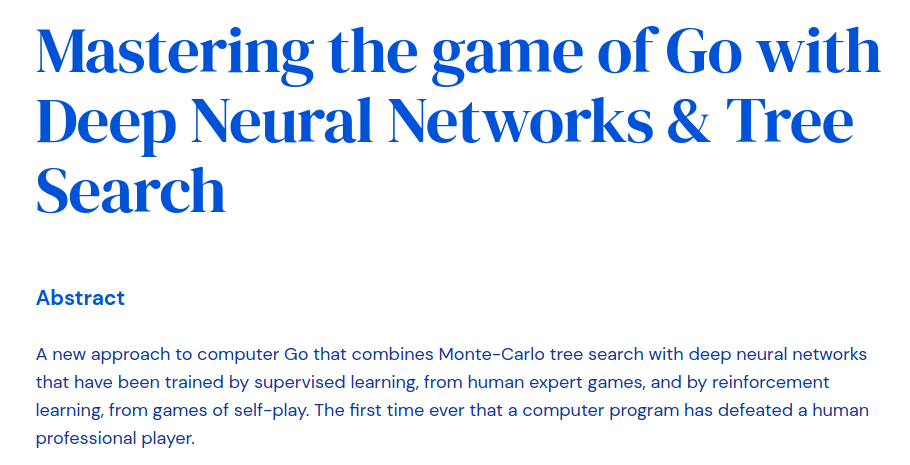 Mastering the game of Go with
Deep Neural Networks & Tree
Search
Abstract
A new approach to computer Go that combines Monte-Carlo tree search with deep neural networks
that have been trained by supervised learning, from human expert games, and by reinforcement
learning, from games of self-play. The first time ever that a computer program has defeated a human
professional player.